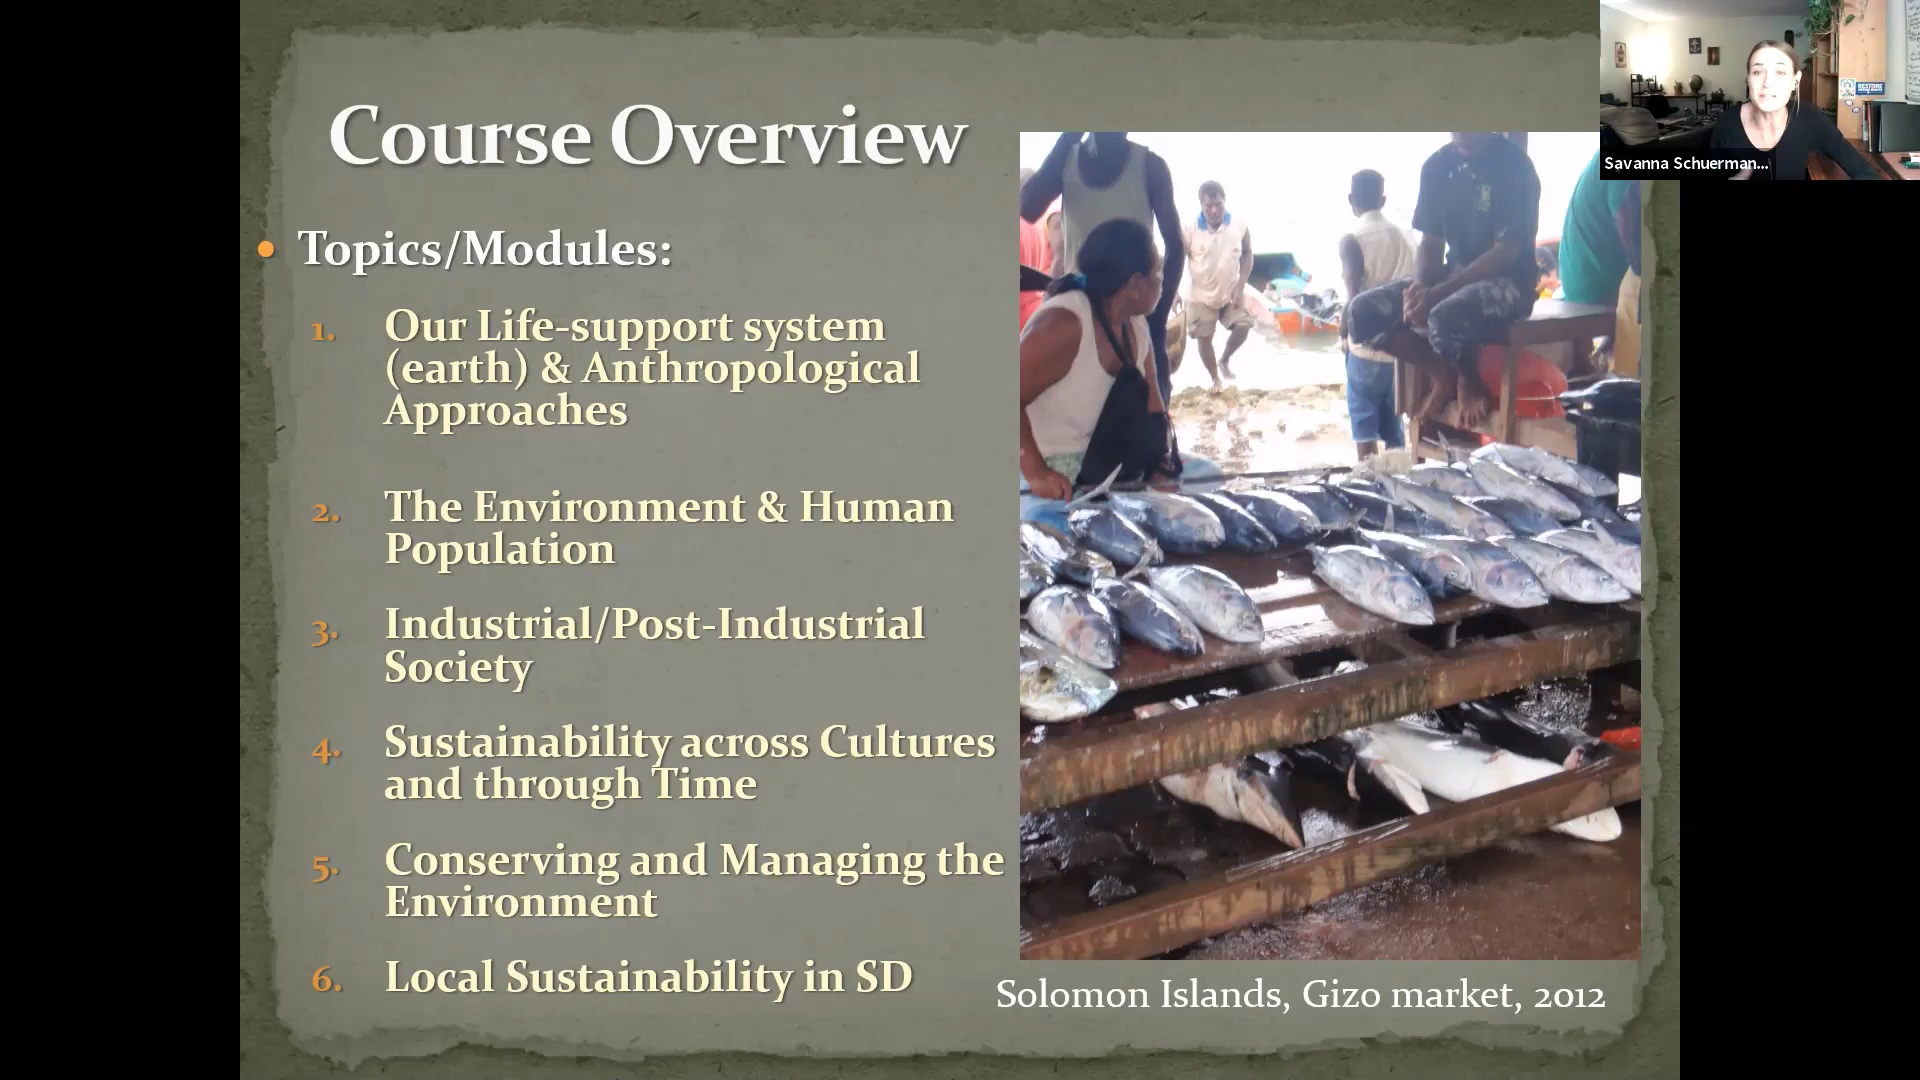 Course Overview
• Topics/Modules:
1. Our Life-support system
(earth) & Anthropological
Approaches
2. The Environment & Human
Population
3. Industrial/Post-Industrial
Society
4. Sustainability across Cultures
and through Time
5. Conserving and Managing the
Environment
6. Local Sustainability in SD
Solomon Islands, Gizo market, 2012
RESTORE
Savanna Schuerman...